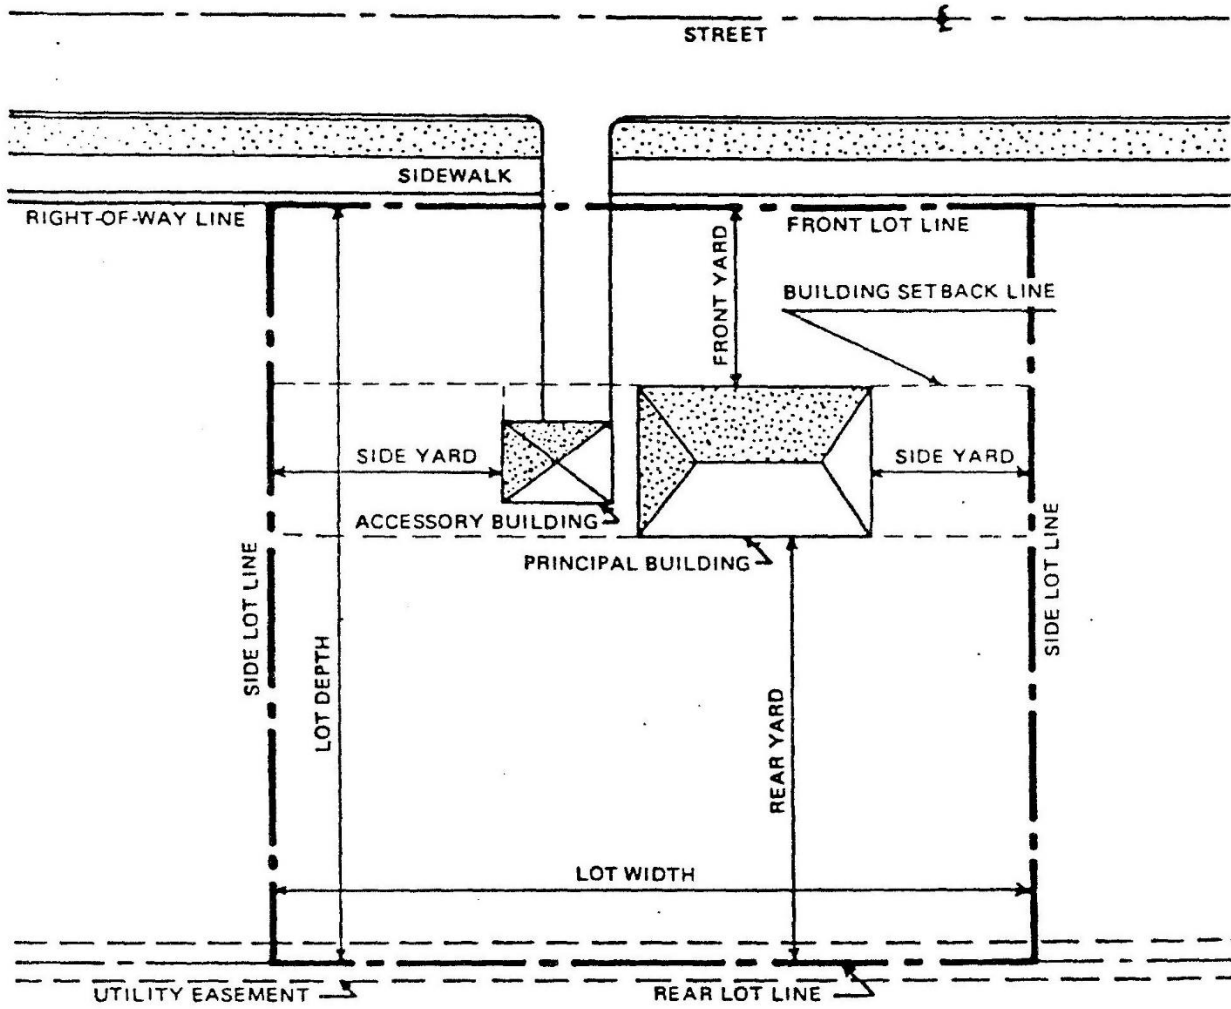 STREET
SIDEWALK
RIGHT-OF-WAY LINE
FRONT LOT LINE
FRONT YARD
BUILDING SETBACK LINE
SIDE YARD
SIDE YARD
ACCESSORY BUILDING
PRINCIPAL BUILDING
SIDE LOT LINE
LOT DEPTH
REAR YARD
SIDE LOT LINE
LOT WIDTH
UTILITY EASEMENT
REAR LOT LINE